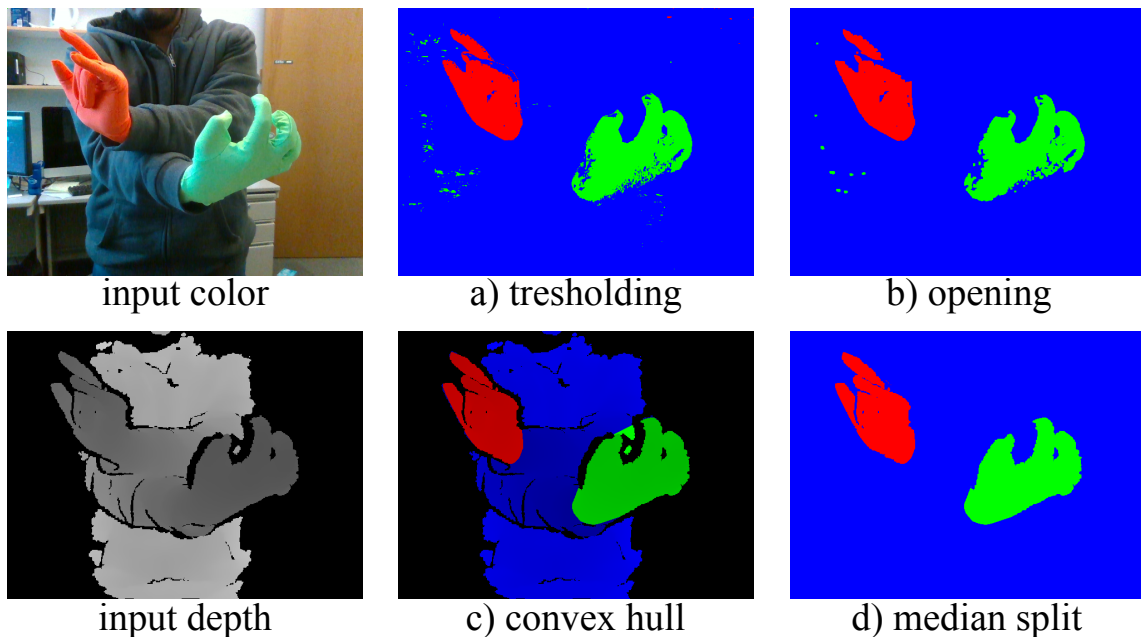 input color
a) tresholding
b) opening
input depth
c) convex hull
d) median split